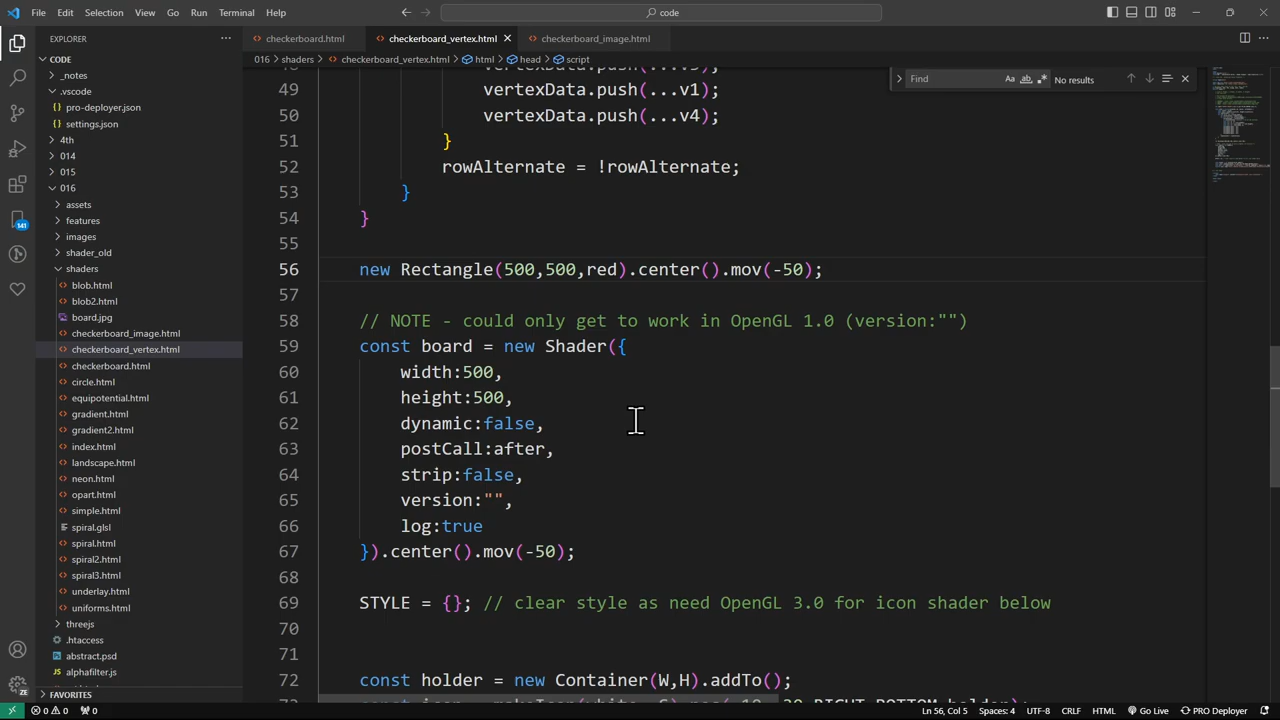 File Edit Selection View Go Run Terminal Help
code
EXPLORER
checkerboard.html
checkerboard_vertex.html
checkerboard_image.html
016 > shaders > checkerboard_vertex.html > html > head > script
CODE
_notes
.vscode
pro-deployer.json
settings.json
4th
014
015
016
assets
features
images
shader_old
shaders
blob.html
blob2.html
board.jpg
checkerboard_image.html
checkerboard_vertex.html
checkerboard.html
circle.html
equipotential.html
gradient.html
gradient2.html
index.html
landscape.html
neon.html
opart.html
simple.html
spiral.glsl
spiral.html
spiral2.html
spiral3.html
underlay.html
uniforms.html
threejs
.htaccess
abstract.psd
alphafilter.js
FAVORITES
141
ZE
Find
Aa
ab
No results
49 vertexData.push(...v1);
50 vertexData.push(...v4);
51 }
52 rowAlternate = !rowAlternate;
53 }
54 }
55
56 new Rectangle(500,500,red).center().mov(-50);
57
58 // NOTE - could only get to work in OpenGL 1.0 (version:"")
59 const board = new Shader({
60 width:500,
61 height:500,
62 dynamic:false,
63 postCall:after,
64 strip:false,
65 version:"",
66 log:true
67 }).center().mov(-50);
68
69 STYLE = {}; // clear style as need OpenGL 3.0 for icon shader below
70
71
72 const holder = new Container(W,H).addTo();
0 0 0
Ln 56, Col 5 Spaces: 4 UTF-8 CRLF HTML Go Live PRO Deployer